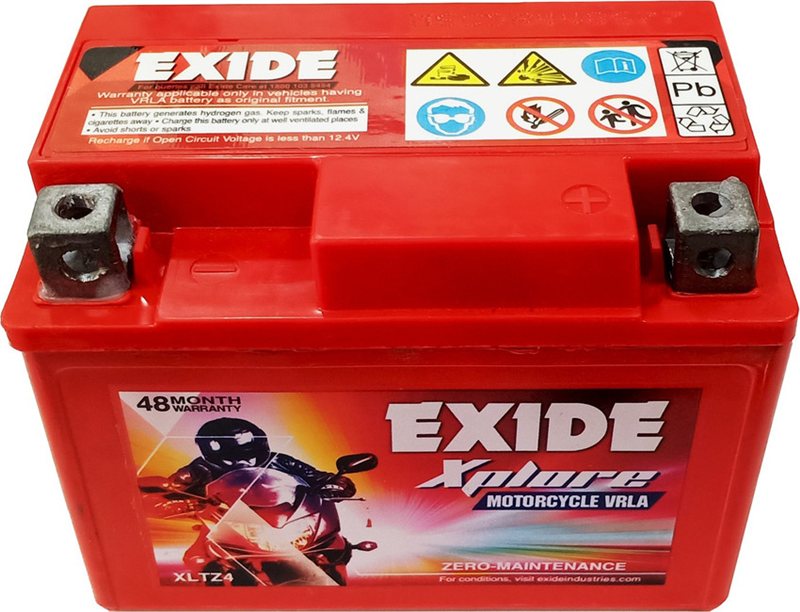 EXIDE
For queries call Exide Care at 1800 103 5454
Warranty applicable only in vehicles having
VRLA battery as original fitment.
• This battery generates hydrogen gas. Keep sparks, flames &
cigarettes away • Charge this battery only at well ventilated places
• Avoid shorts or sparks
Recharge if Open Circuit Voltage is less than 12.4V
Pb
48 MONTH
WARRANTY
EXIDE
Xplore
MOTORCYCLE VRLA
XLTZ4
ZERO-MAINTENANCE
For conditions, visit exideindustries.com